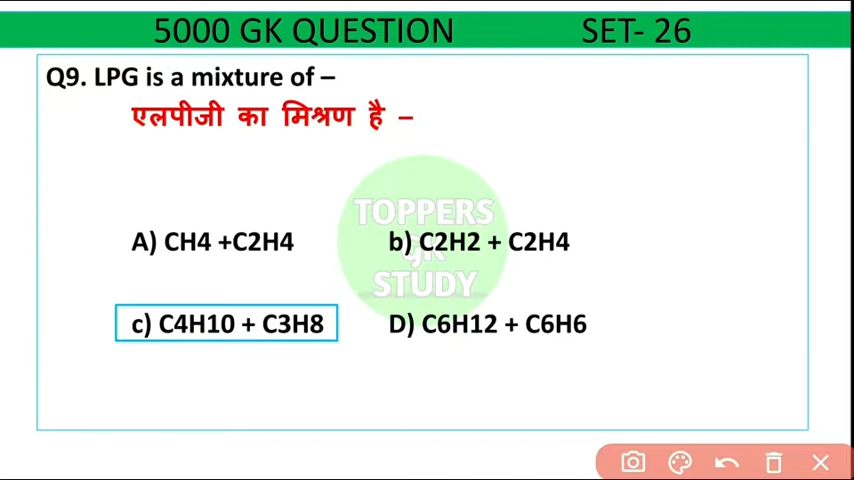 5000 GK QUESTION SET- 26
Q9. LPG is a mixture of –
एलपीजी का मिश्रण है –
TOPPERS
GK
STUDY
A) CH4 +C2H4 b) C2H2 + C2H4
c) C4H10 + C3H8 D) C6H12 + C6H6